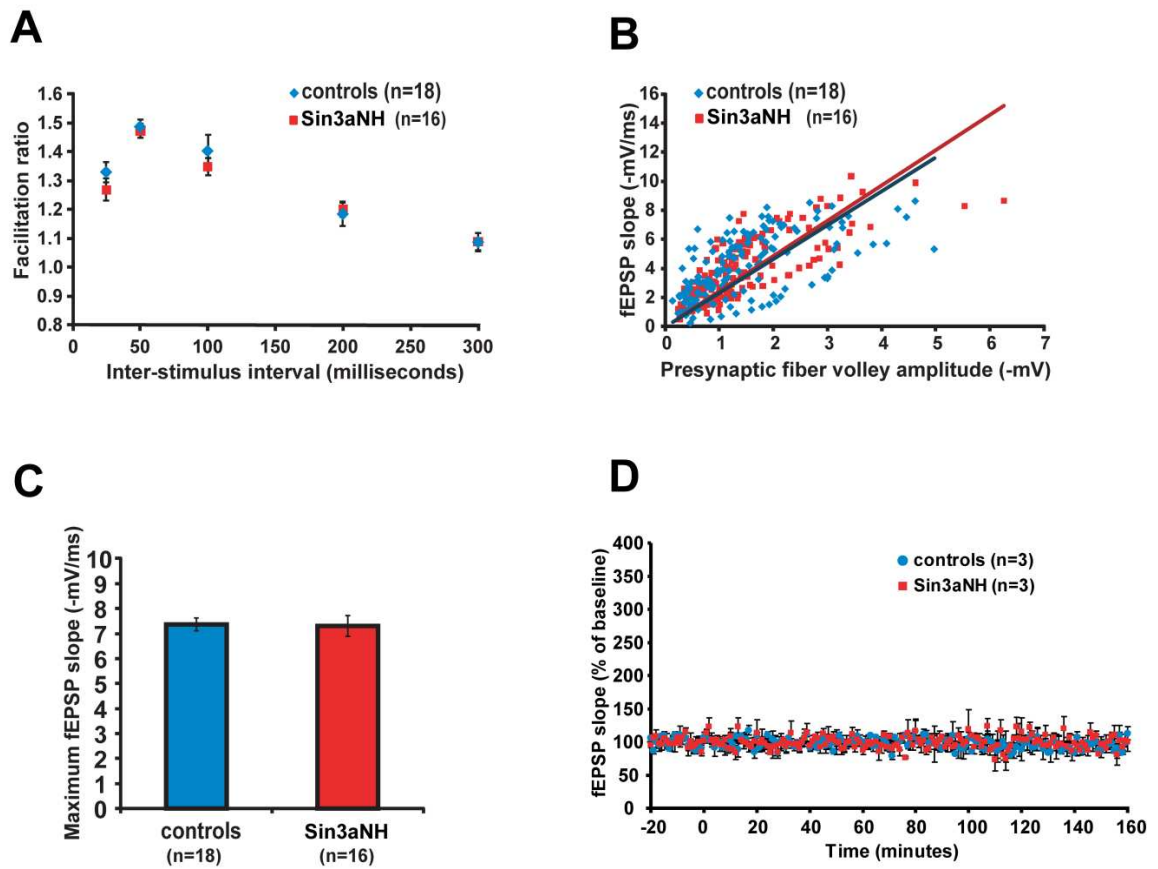 A
controls (n=18)
Sin3aNH (n=16)
Facilitation ratio
1.6
1.5
1.4
1.3
1.2
1.1
1.0
0.9
0.8
0 50 100 150 200 250 300
Inter-stimulus interval (milliseconds)
B
controls (n=18)
Sin3aNH (n=16)
fEPSP slope (-mV/ms)
16
14
12
10
8
6
4
2
0
0 1 2 3 4 5 6 7
Presynaptic fiber volley amplitude (-mV)
C
Maximum fEPSP slope (-mV/ms)
10
9
8
7
6
5
4
3
2
1
0
controls Sin3aNH
(n=18) (n=16)
D
controls (n=3)
Sin3aNH (n=3)
fEPSP slope (% of baseline)
400
350
300
250
200
150
100
50
0
-20 0 20 40 60 80 100 120 140 160
Time (minutes)